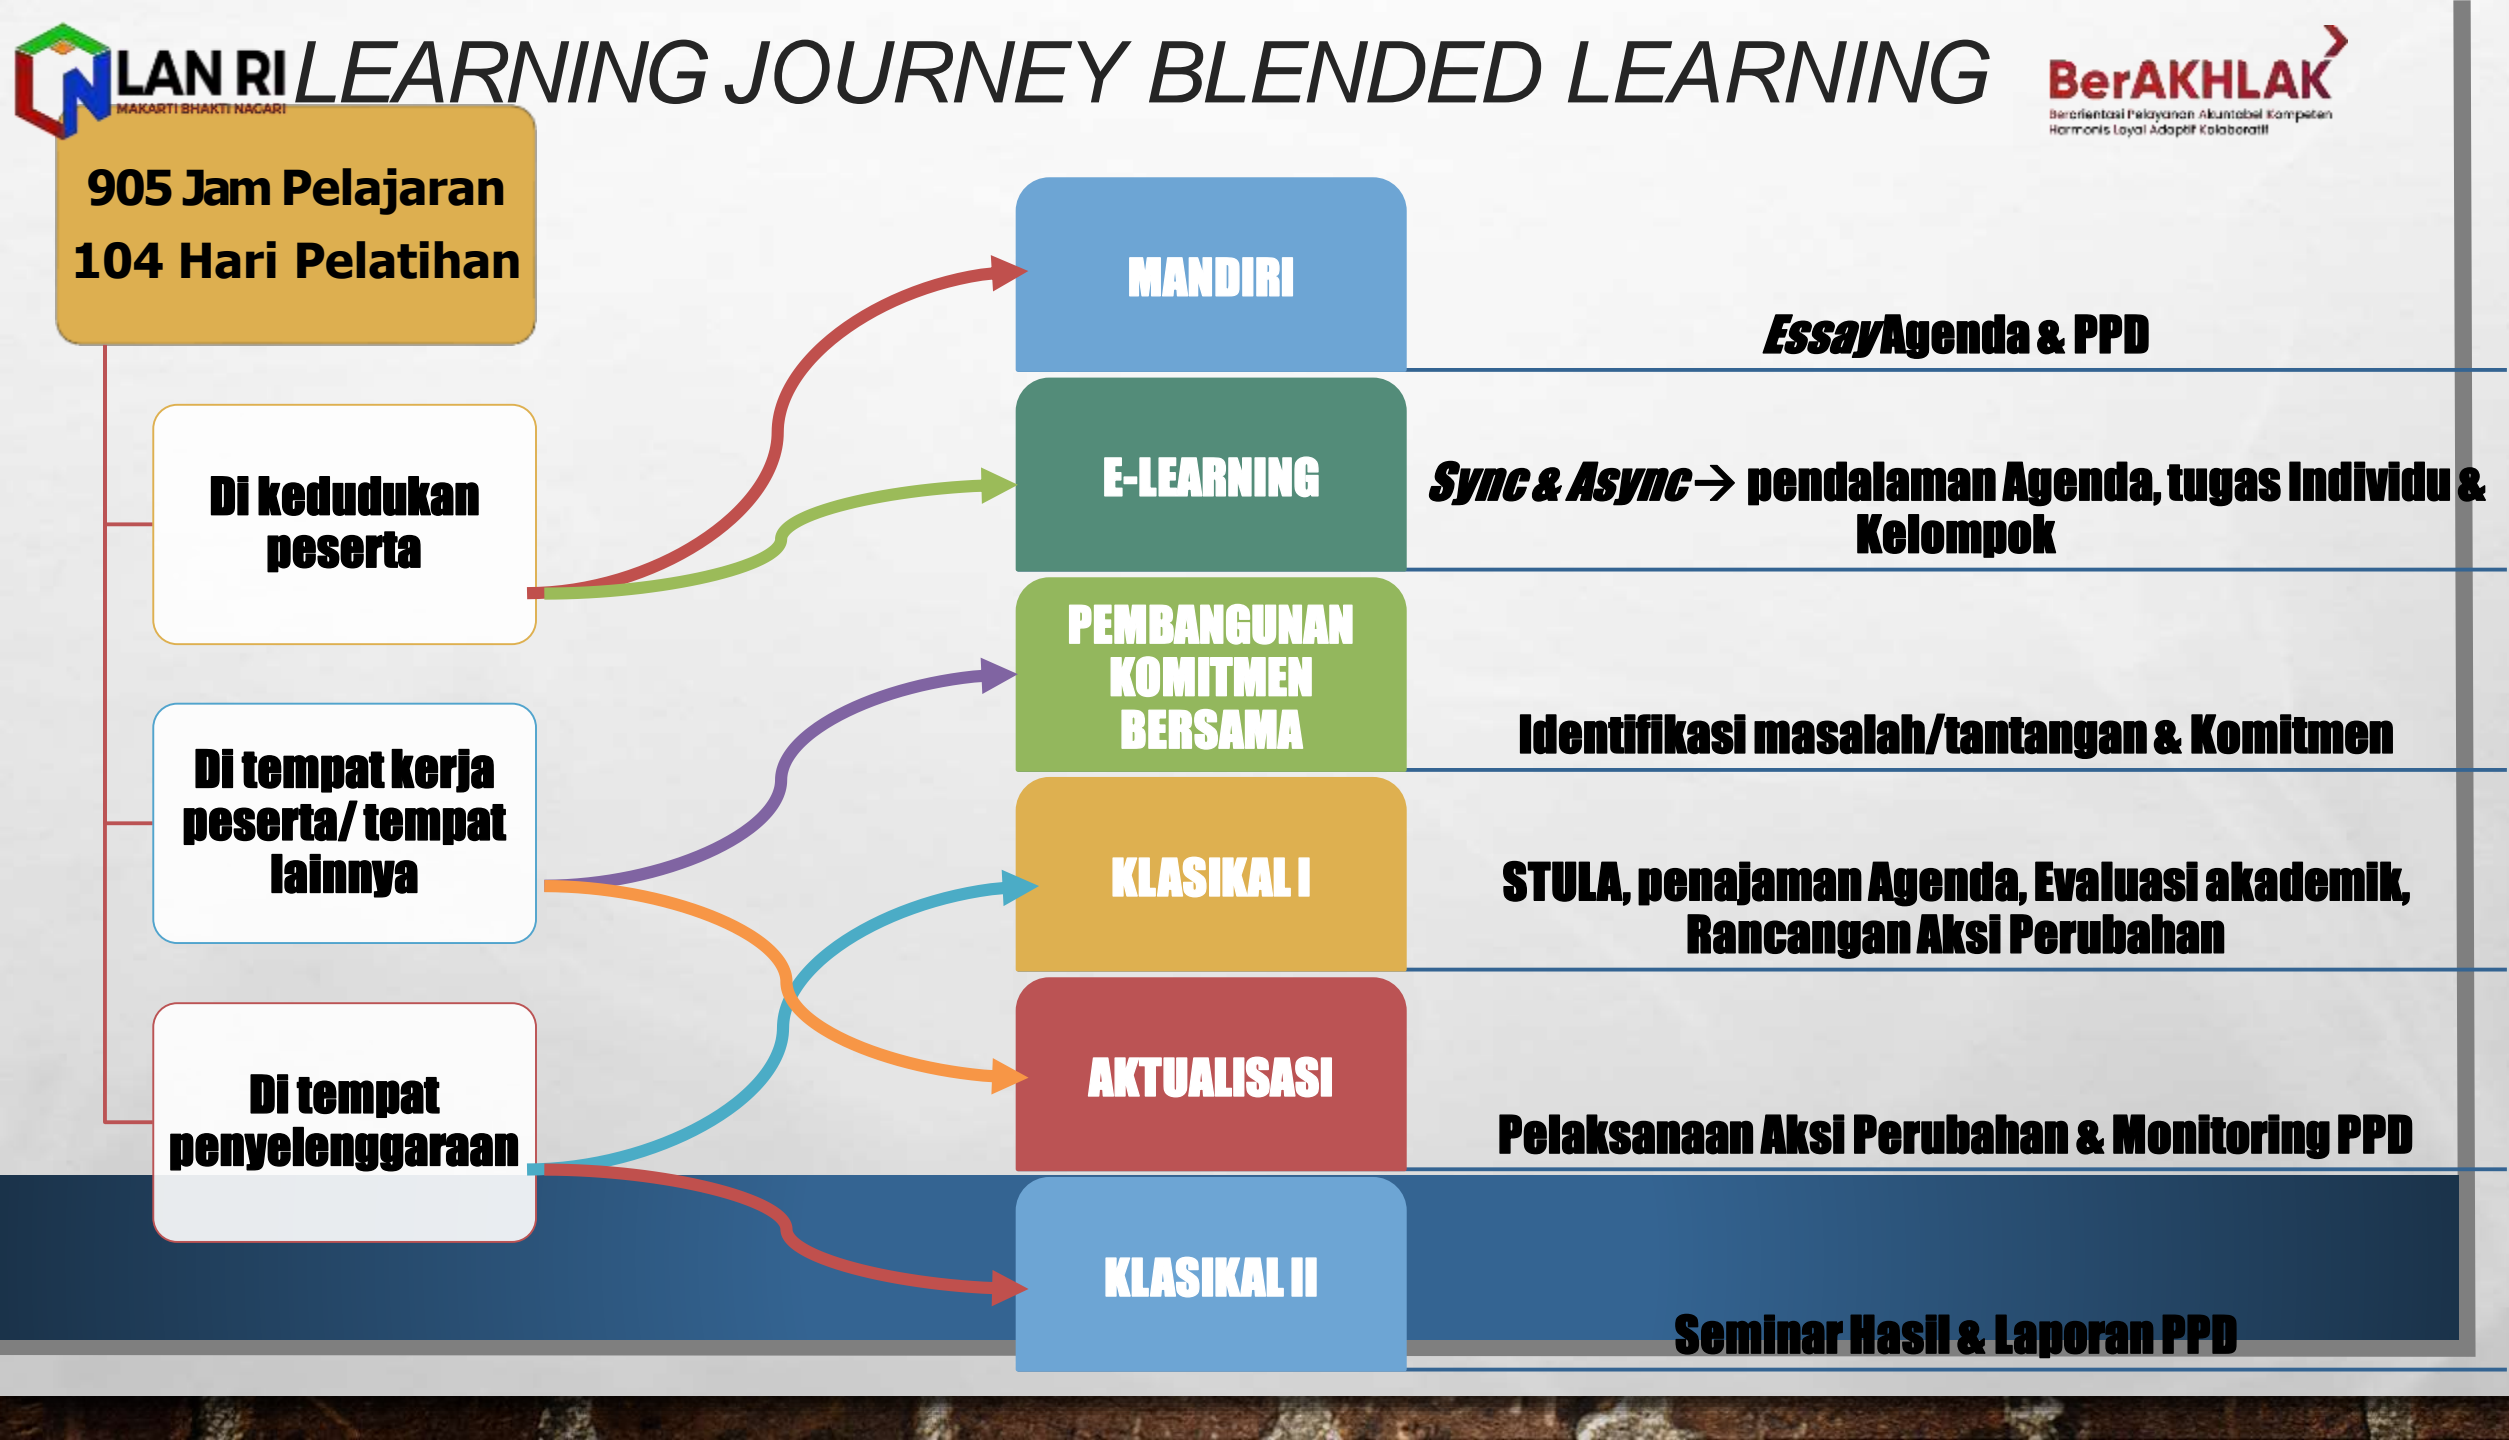 LAN RI
MAKARTI BHAKTI NAGARI
LEARNING JOURNEY BLENDED LEARNING
BerAKHLAK
Berorientasi Pelayanan Akuntabel Kompeten
Harmonis Loyal Adaptif Kolaboratif
905 Jam Pelajaran
104 Hari Pelatihan
Di kedudukan
peserta
Di tempat kerja
peserta/ tempat
lainnya
Di tempat
penyelenggaraan
MANDIRI
Essay Agenda & PPD
E-LEARNING
Sync & Async → pendalaman Agenda, tugas Individu &
Kelompok
PEMBANGUNAN
KOMITMEN
BERSAMA
Identifikasi masalah/tantangan & Komitmen
KLASIKAL I
STULA, penajaman Agenda, Evaluasi akademik,
Rancangan Aksi Perubahan
AKTUALISASI
Pelaksanaan Aksi Perubahan & Monitoring PPD
KLASIKAL II
Seminar Hasil & Laporan PPD